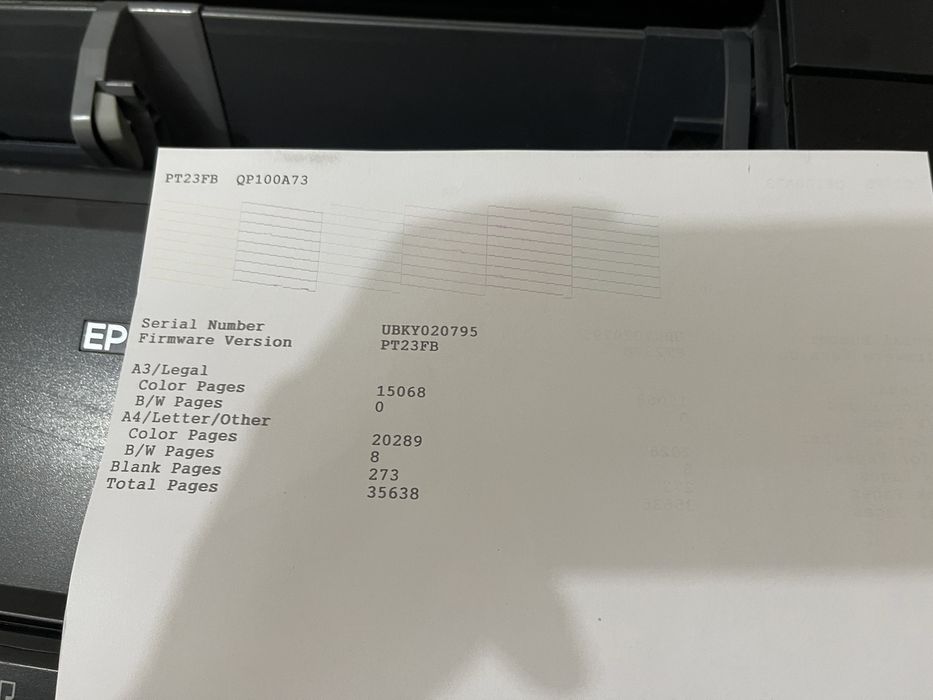 PT23FB QP100A73
EP
Serial Number UBKY020795
Firmware Version PT23FB
A3/Legal
Color Pages 15068
B/W Pages 0
A4/Letter/Other
Color Pages 20289
B/W Pages 8
Blank Pages 273
Total Pages 35638